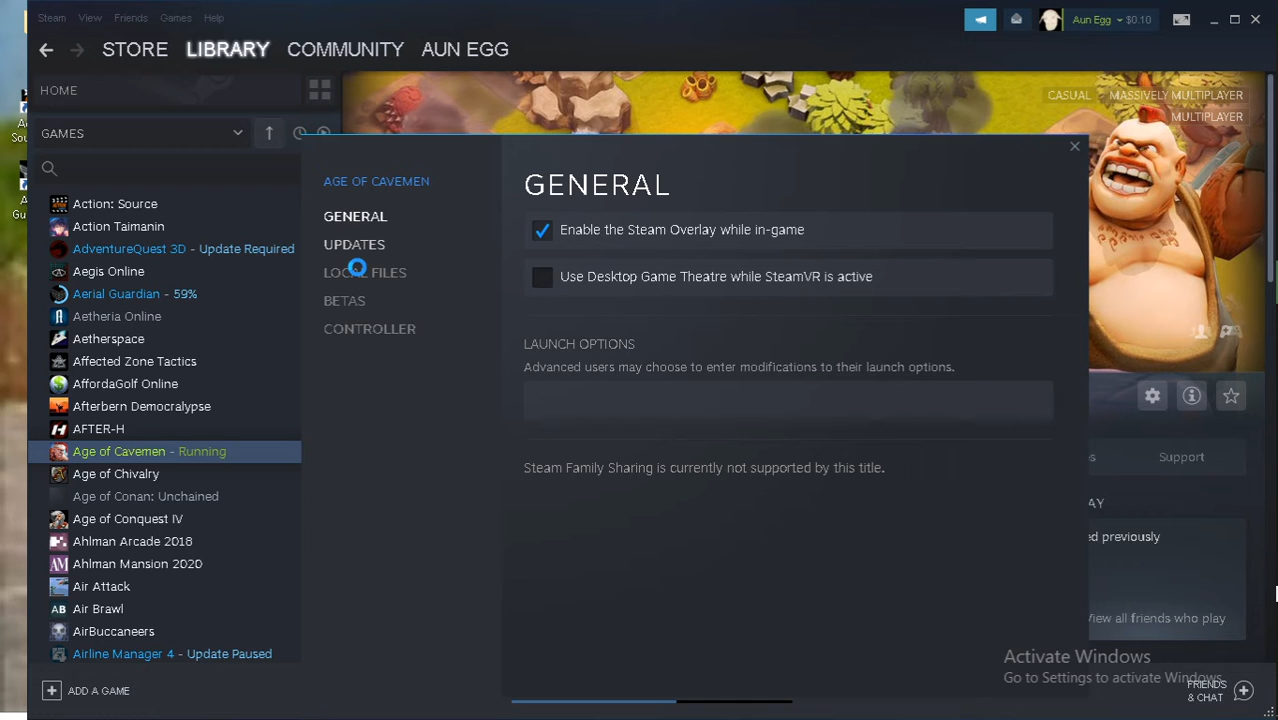 Steam View Friends Games Help
Aun Egg $0.10
STORE LIBRARY COMMUNITY AUN EGG
HOME
GAMES
CASUAL MASSIVELY MULTIPLAYER
MULTIPLAYER
AGE OF CAVEMEN
GENERAL
UPDATES
LOCAL FILES
BETAS
CONTROLLER
GENERAL
Enable the Steam Overlay while in-game
Use Desktop Game Theatre while SteamVR is active
LAUNCH OPTIONS
Advanced users may choose to enter modifications to their launch options.
Steam Family Sharing is currently not supported by this title.
Action: Source
Action Taimanin
AdventureQuest 3D - Update Required
Aegis Online
Aerial Guardian - 59%
Aetheria Online
Aetherspace
Affected Zone Tactics
AffordaGolf Online
Afterbern Democralypse
AFTER-H
Age of Cavemen - Running
Age of Chivalry
Age of Conan: Unchained
Age of Conquest IV
Ahlman Arcade 2018
Ahlman Mansion 2020
Air Attack
Air Brawl
AirBuccaneers
Airline Manager 4 - Update Paused
ADD A GAME
Support
previously
View all friends who play
Activate Windows
Go to Settings to activate Windows.
FRIENDS
& CHAT